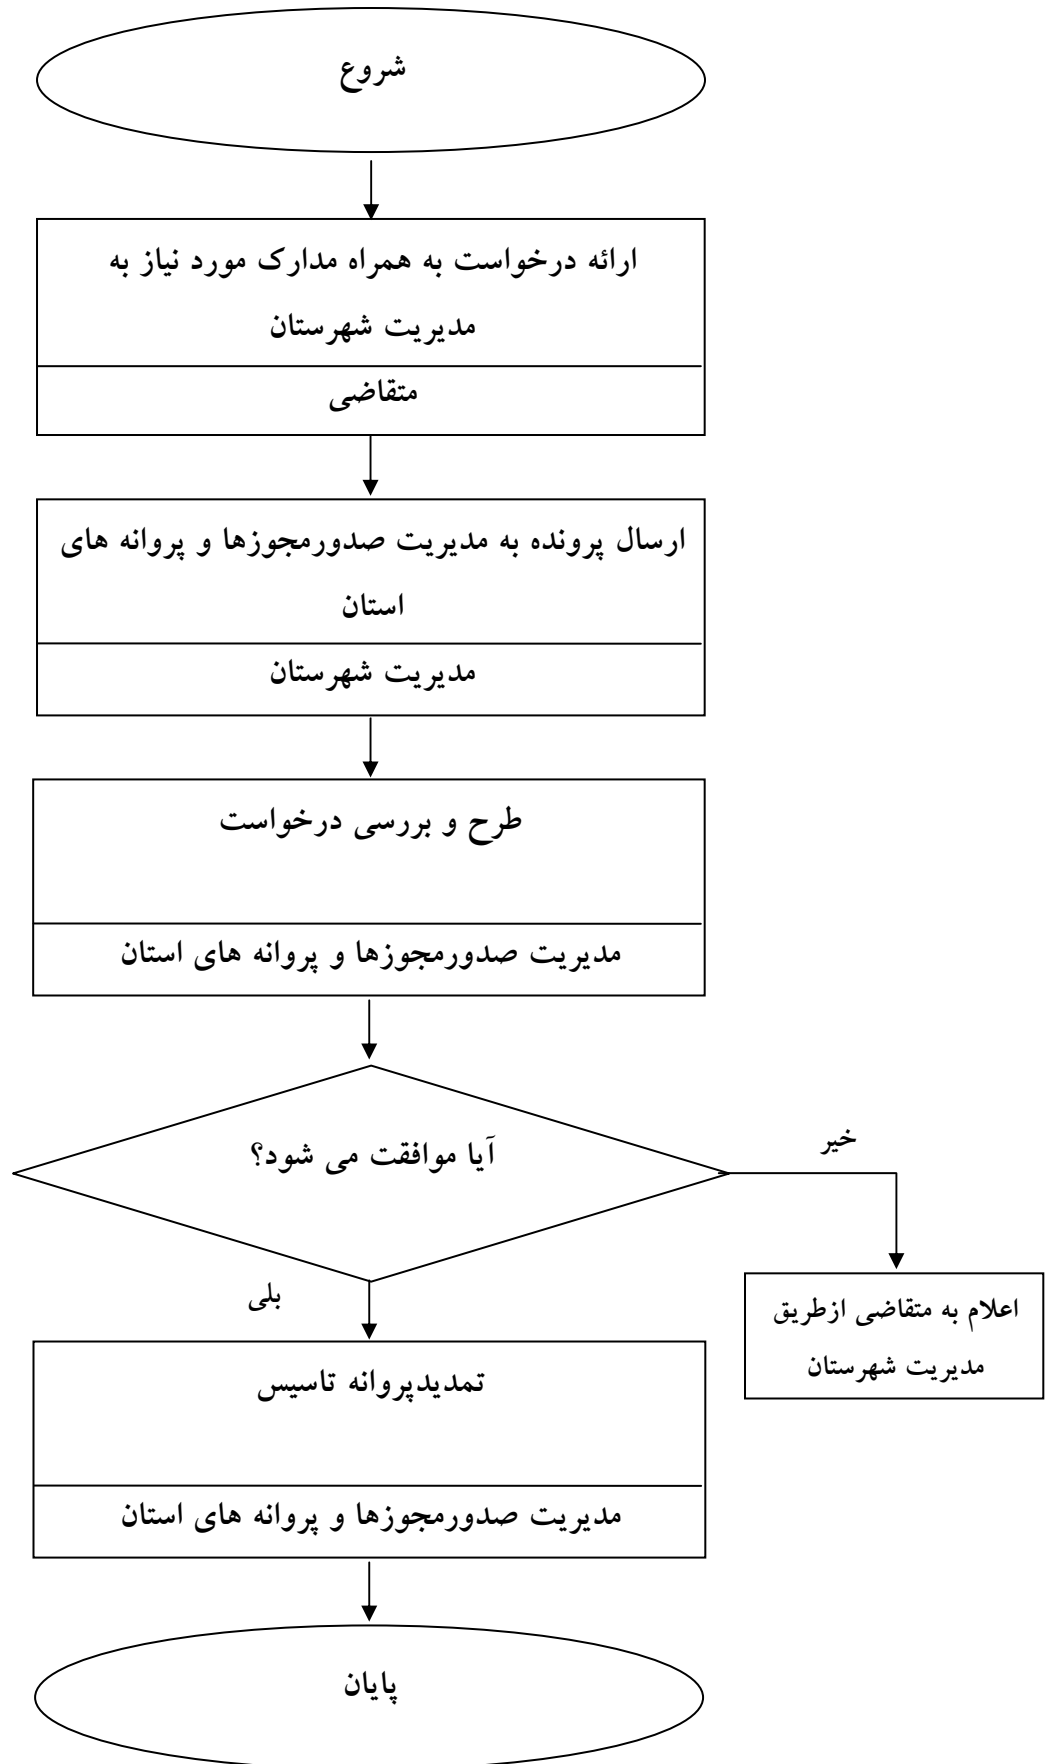 شروع
ارائه درخواست به همراه مدارک مورد نیاز به
مدیریت شهرستان
متقاضی
ارسال پرونده به مدیریت صدورمجوزها و پروانه های
استان
مدیریت شهرستان
طرح و بررسی درخواست
مدیریت صدورمجوزها و پروانه های استان
آیا موافقت می شود؟
خیر
بلی
اعلام به متقاضی ازطریق
مدیریت شهرستان
تمدیدپروانه تاسیس
مدیریت صدورمجوزها و پروانه های استان
پایان